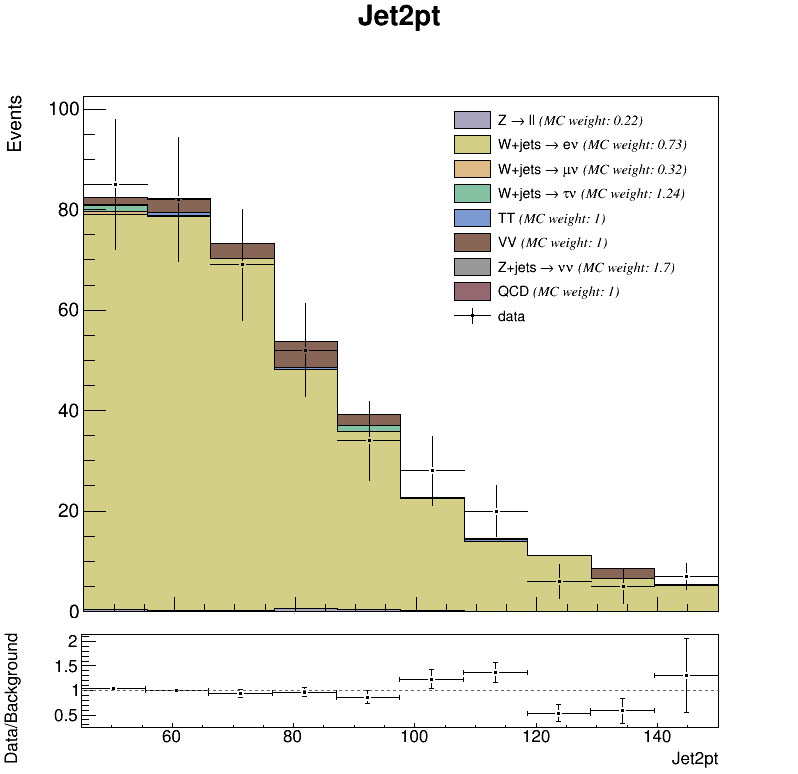 Jet2pt
Events
100
80
60
40
20
0
Z → ll (MC weight: 0.22)
W+jets → eν (MC weight: 0.73)
W+jets → μν (MC weight: 0.32)
W+jets → τν (MC weight: 1.24)
TT (MC weight: 1)
VV (MC weight: 1)
Z+jets → νν (MC weight: 1.7)
QCD (MC weight: 1)
data
Data/Background
2
1.5
1
0.5
60 80 100 120 140
Jet2pt